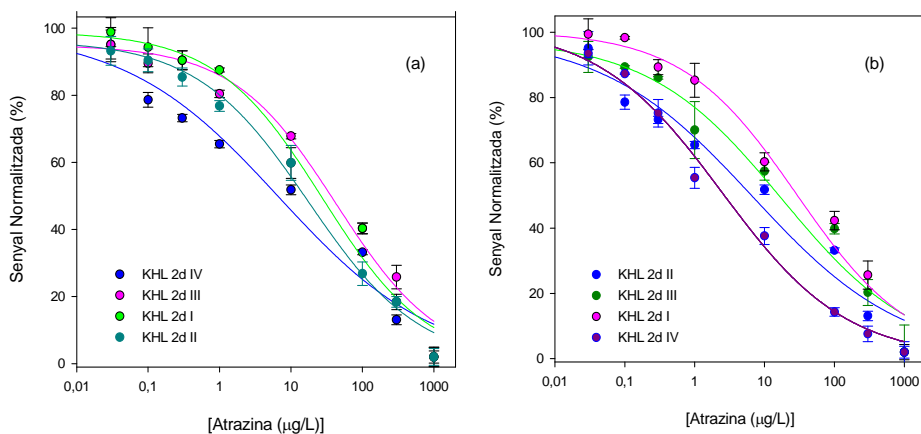 100
80
60
40
20
0
Senyal Normalitzada (%)
(a)
KHL 2d IV
KHL 2d III
KHL 2d I
KHL 2d II
0,01 0,1 1 10 100 1000
[Atrazina (μg/L)]
100
80
60
40
20
0
Senyal Normalitzada (%)
(b)
KHL 2d II
KHL 2d III
KHL 2d I
KHL 2d IV
0,01 0,1 1 10 100 1000
[Atrazina (μg/L)]